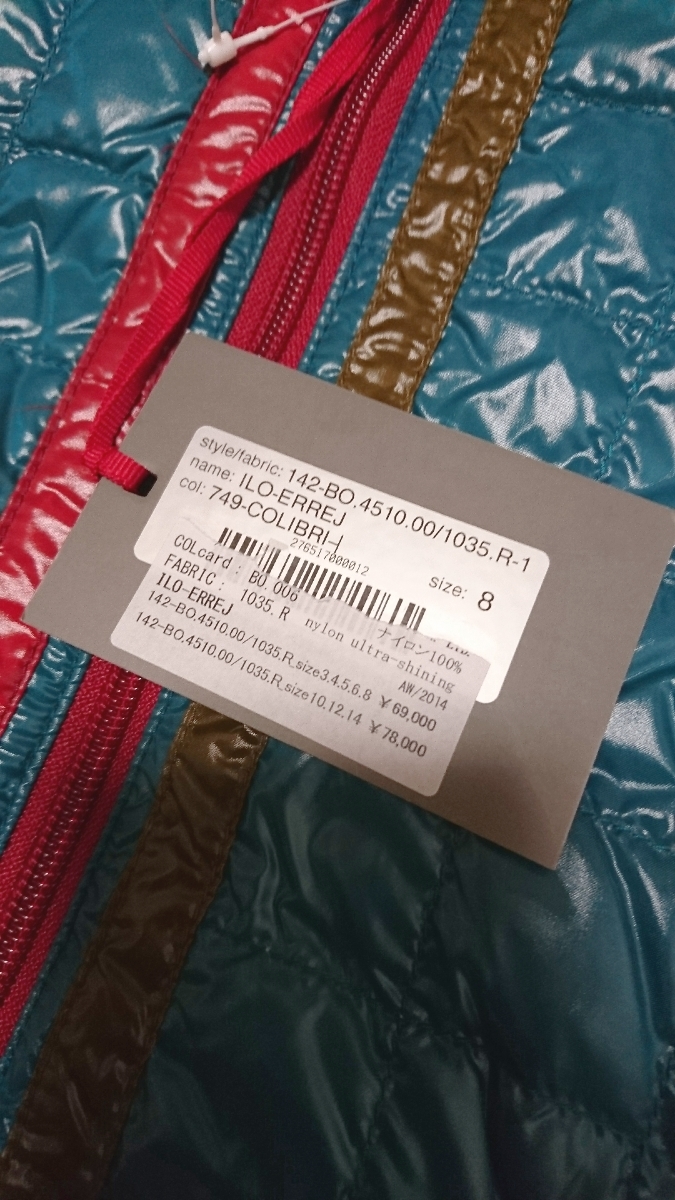 style/fabric: 142-BO.4510.00/1035.R-1
name: ILO-ERREJ
col: 749-COLIBRI
size: 8
276517000012
COLcard : BO 006
FABRIC : 1035.R nylon ultra-shining
ナイロン100%
ILO-ERREJ
AW/2014
142-BO.4510.00/1035.R_size3.4.5.6.8 ¥69,000
142-BO.4510.00/1035.R_size10.12.14 ¥78,000